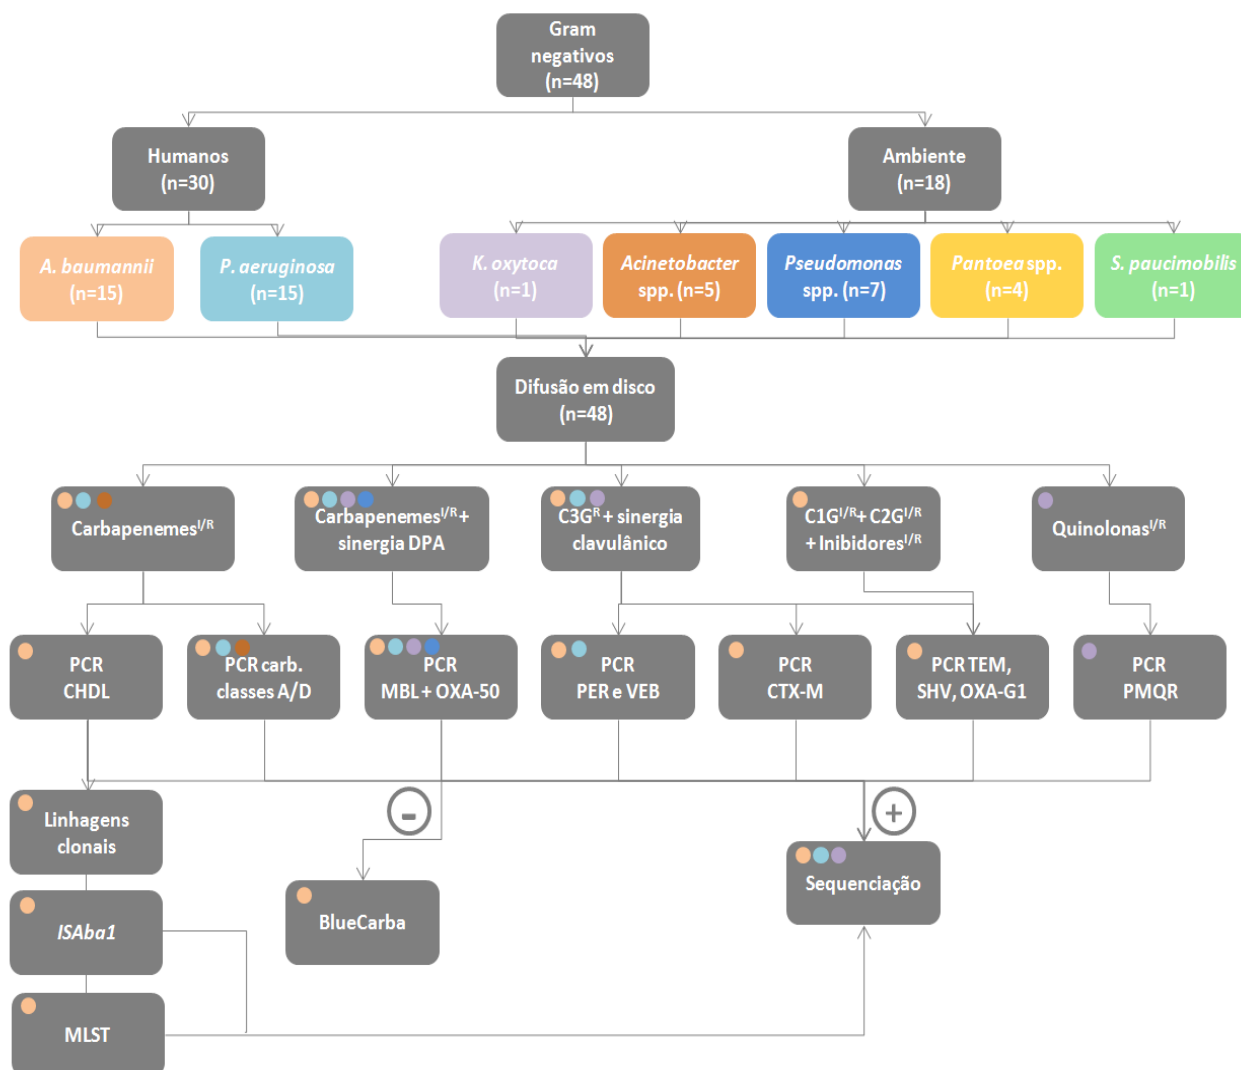 Gram
negativos
(n=48)
Humanos
(n=30)
Ambiente
(n=18)
A. baumannii
(n=15)
P. aeruginosa
(n=15)
K. oxytoca
(n=1)
Acinetobacter
spp. (n=5)
Pseudomonas
spp. (n=7)
Pantoea spp.
(n=4)
S. paucimobilis
(n=1)
Difusão em disco
(n=48)
Carbapenemes^I/R
Carbapenemes^I/R +
sinergia DPA
C3G^R + sinergia
clavulânico
C1G^I/R + C2G^I/R
+ Inibidores^I/R
Quinolonas^I/R
PCR
CHDL
PCR carb.
classes A/D
PCR
MBL + OXA-50
PCR
PER e VEB
PCR
CTX-M
PCR TEM,
SHV, OXA-G1
PCR
PMQR
Linhagens
clonais
-
+
BlueCarba
Sequenciação
ISAba1
MLST